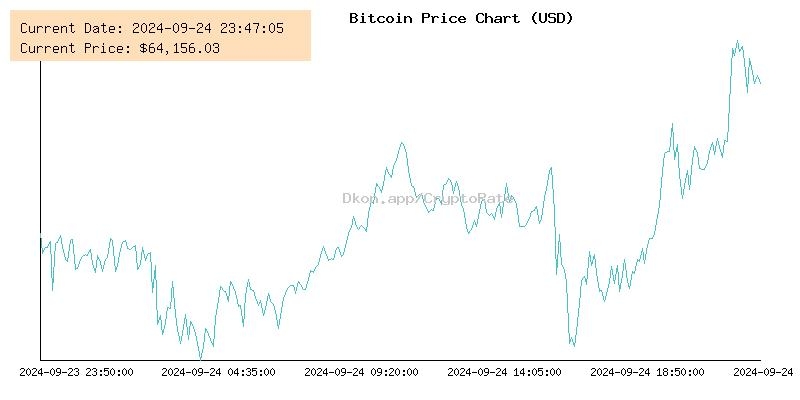 Bitcoin Price Chart (USD)
Current Date: 2024-09-24 23:47:05
Current Price: $64,156.03
Dkon.app/CryptoRate
2024-09-23 23:50:00 2024-09-24 04:35:00 2024-09-24 09:20:00 2024-09-24 14:05:00 2024-09-24 18:50:00 2024-09-24